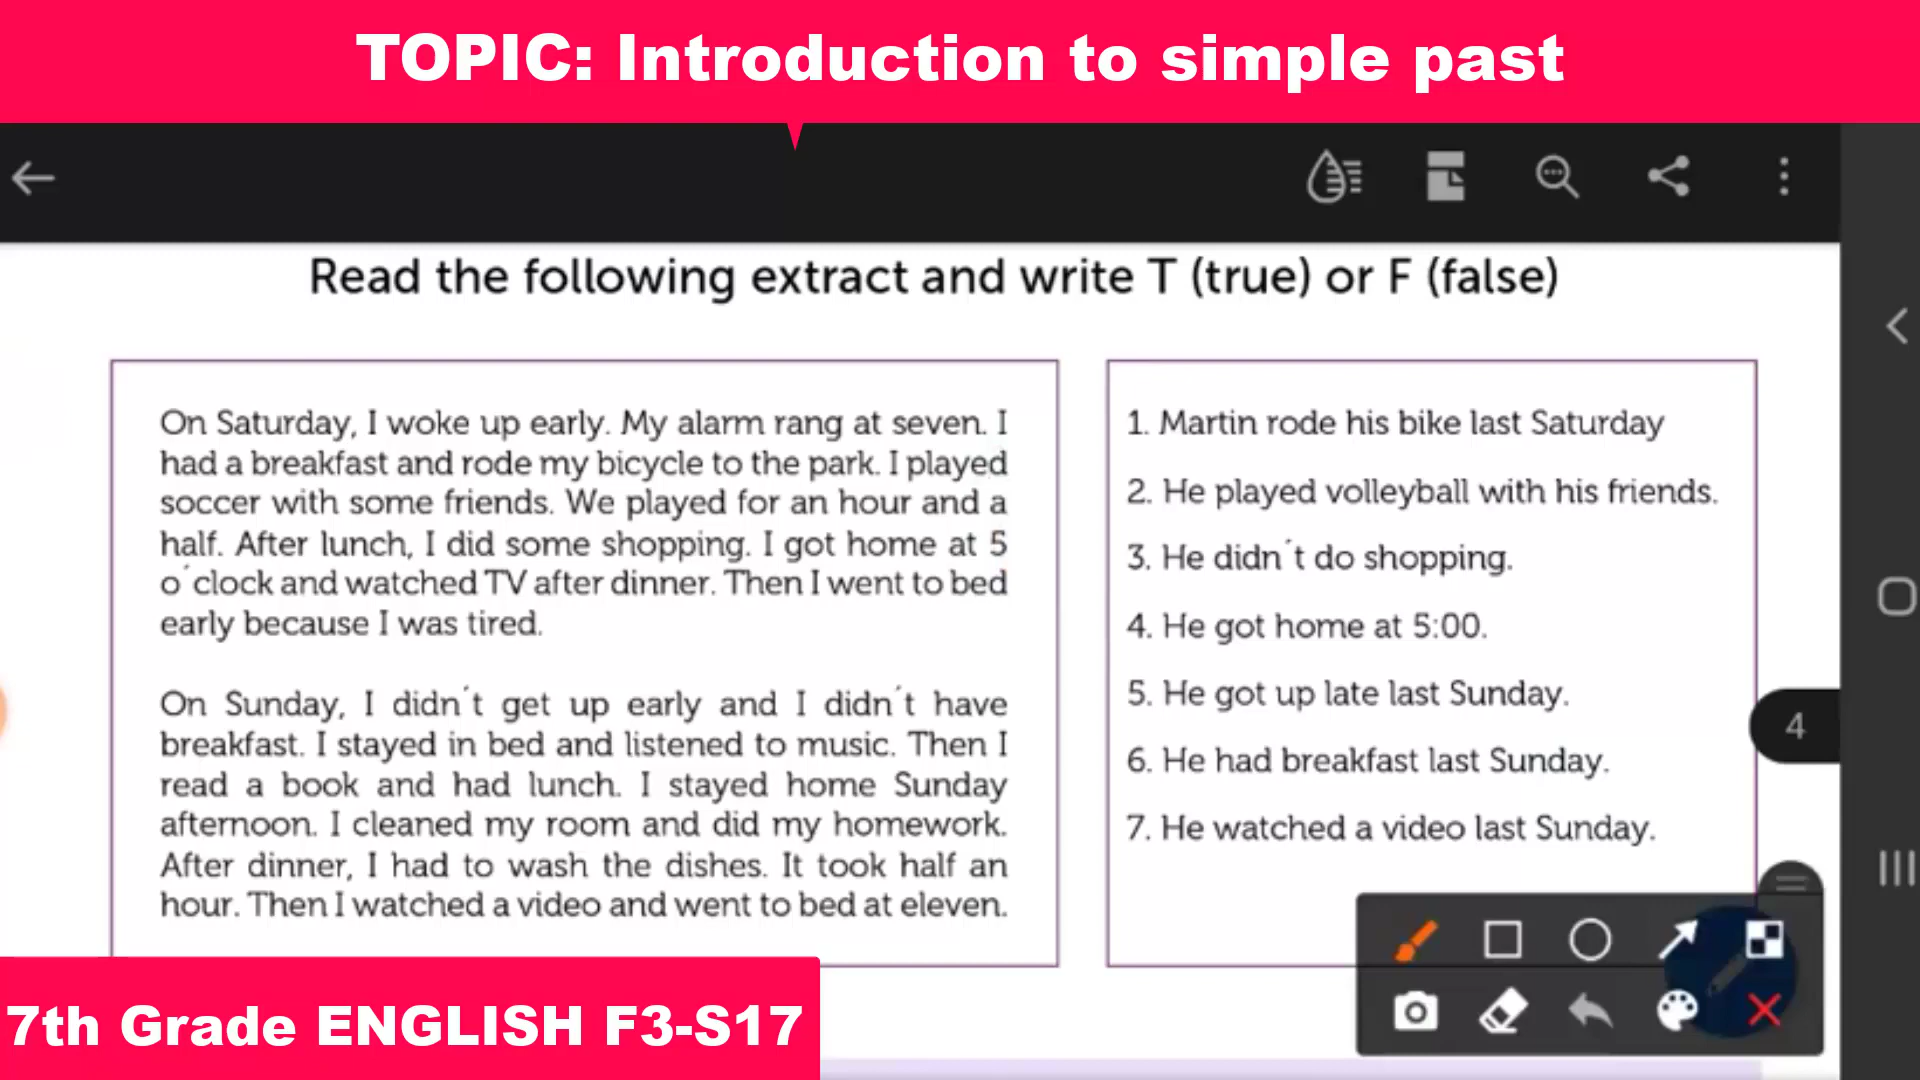 TOPIC: Introduction to simple past
Read the following extract and write T (true) or F (false)
On Saturday, I woke up early. My alarm rang at seven. I
had a breakfast and rode my bicycle to the park. I played
soccer with some friends. We played for an hour and a
half. After lunch, I did some shopping. I got home at 5
o´clock and watched TV after dinner. Then I went to bed
early because I was tired.
On Sunday, I didn´t get up early and I didn´t have
breakfast. I stayed in bed and listened to music. Then I
read a book and had lunch. I stayed home Sunday
afternoon. I cleaned my room and did my homework.
After dinner, I had to wash the dishes. It took half an
hour. Then I watched a video and went to bed at eleven.
1. Martin rode his bike last Saturday
2. He played volleyball with his friends.
3. He didn´t do shopping.
4. He got home at 5:00.
5. He got up late last Sunday.
6. He had breakfast last Sunday.
7. He watched a video last Sunday.
4
7th Grade ENGLISH F3-S17